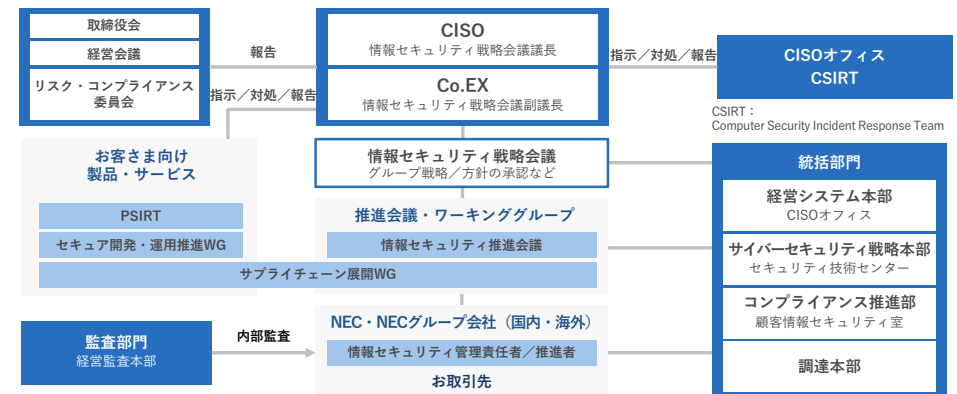 取締役会
経営会議
リスク・コンプライアンス
委員会
報告
指示／対処／報告
CISO
情報セキュリティ戦略会議議長
Co.EX
情報セキュリティ戦略会議副議長
指示／対処／報告
CISOオフィス
CSIRT
CSIRT：
Computer Security Incident Response Team
お客さま向け
製品・サービス
PSIRT
セキュア開発・運用推進WG
サプライチェーン展開WG
情報セキュリティ戦略会議
グループ戦略／方針の承認など
推進会議・ワーキンググループ
情報セキュリティ推進会議
統括部門
経営システム本部
CISOオフィス
サイバーセキュリティ戦略本部
セキュリティ技術センター
コンプライアンス推進部
顧客情報セキュリティ室
調達本部
監査部門
経営監査本部
内部監査
NEC・NECグループ会社（国内・海外）
情報セキュリティ管理責任者／推進者
お取引先